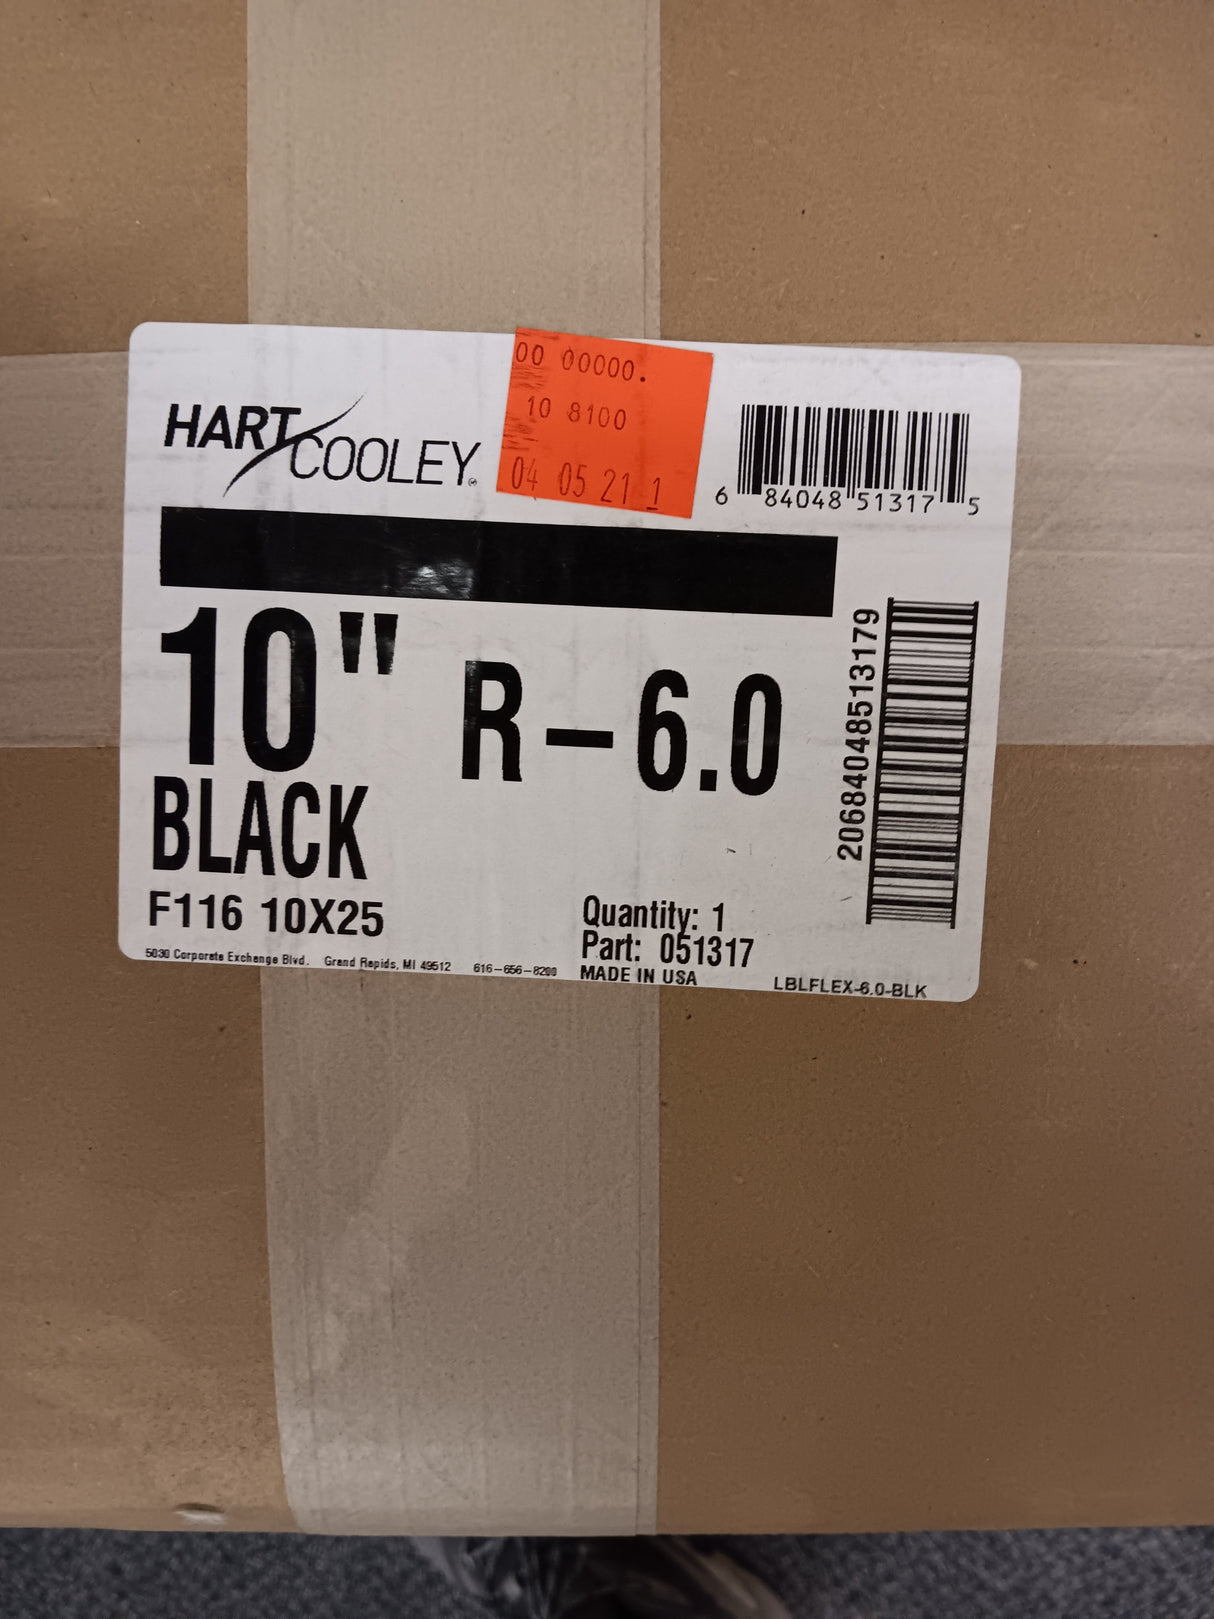 HART COOLEY®
00 00000.
10 8100
04 05 21 1
6 84048 51317 5
10" R-6.0
BLACK
F116 10X25
20684048513179
Quantity: 1
Part: 051317
MADE IN USA
5030 Corporate Exchange Blvd. Grand Rapids, MI 49512 616-656-8200
LBLFLEX-6.0-BLK